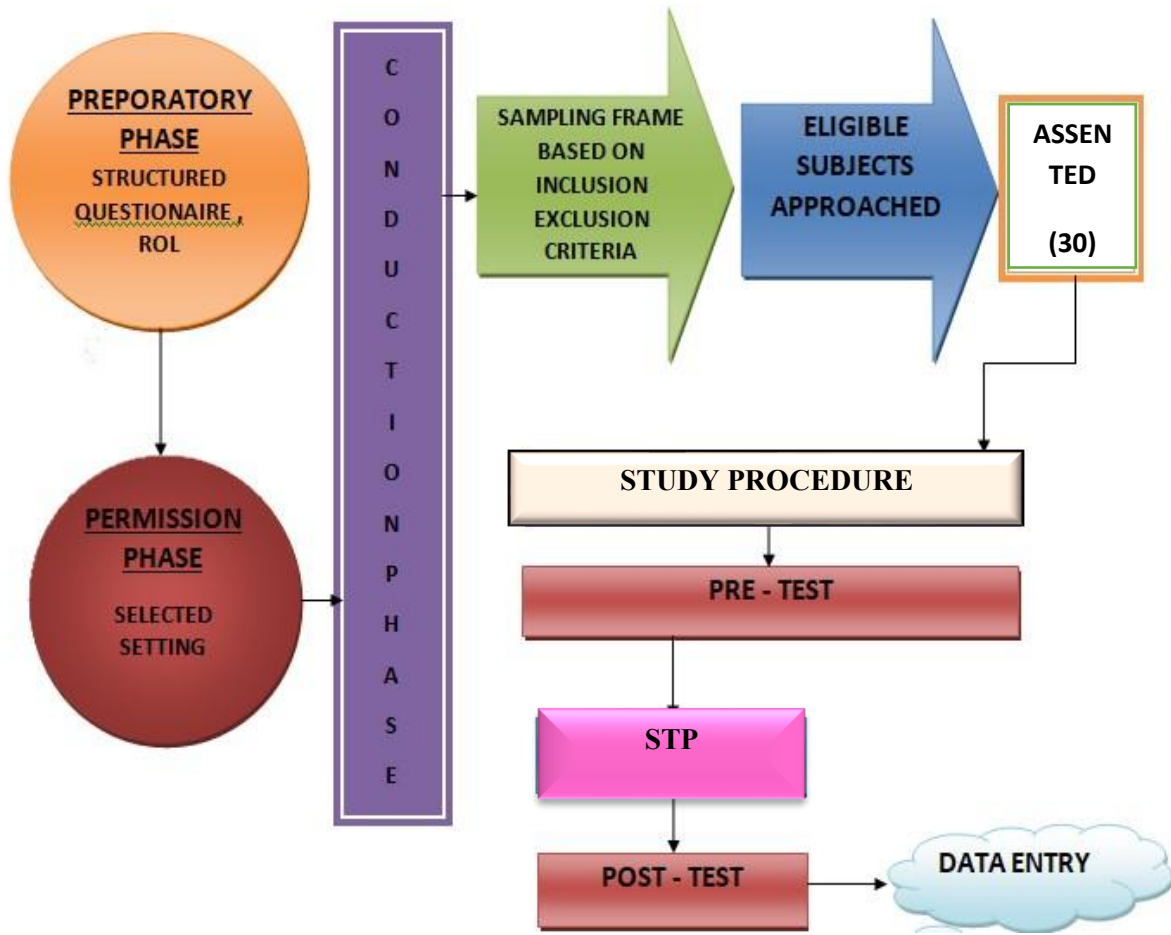 PREPORATORY
PHASE
STRUCTURED
QUESTIONAIRE ,
ROL
PERMISSION
PHASE
SELECTED
SETTING
C
O
N
D
U
C
T
I
O
N
P
H
A
S
E
SAMPLING FRAME
BASED ON
INCLUSION
EXCLUSION
CRITERIA
ELIGIBLE
SUBJECTS
APPROACHED
ASSEN
TED
(30)
STUDY PROCEDURE
PRE - TEST
STP
POST - TEST
DATA ENTRY